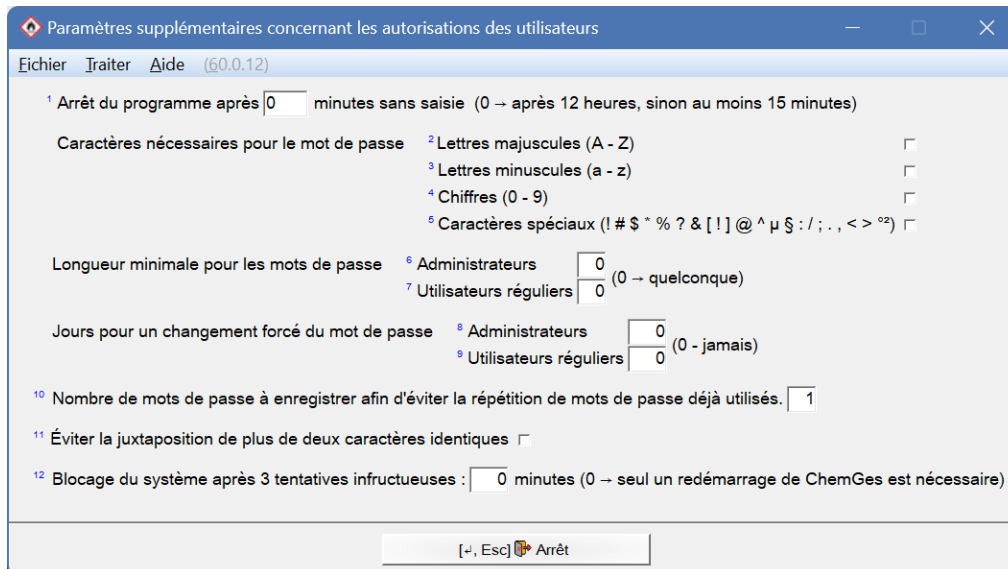 Paramètres supplémentaires concernant les autorisations des utilisateurs
Fichier Traiter Aide (60.0.12)
1 Arrêt du programme après 0 minutes sans saisie (0 → après 12 heures, sinon au moins 15 minutes)
Caractères nécessaires pour le mot de passe 2 Lettres majuscules (A - Z)
3 Lettres minuscules (a - z)
4 Chiffres (0 - 9)
5 Caractères spéciaux (! # $ * % ? & [ ! ] @ ^ µ § : / ; . , < > °²)
Longueur minimale pour les mots de passe 6 Administrateurs 0 (0 → quelconque)
7 Utilisateurs réguliers 0
Jours pour un changement forcé du mot de passe 8 Administrateurs 0 (0 - jamais)
9 Utilisateurs réguliers 0
10 Nombre de mots de passe à enregistrer afin d'éviter la répétition de mots de passe déjà utilisés. 1
11 Éviter la juxtaposition de plus de deux caractères identiques
12 Blocage du système après 3 tentatives infructueuses : 0 minutes (0 → seul un redémarrage de ChemGes est nécessaire)
[↵, Esc] Arrêt